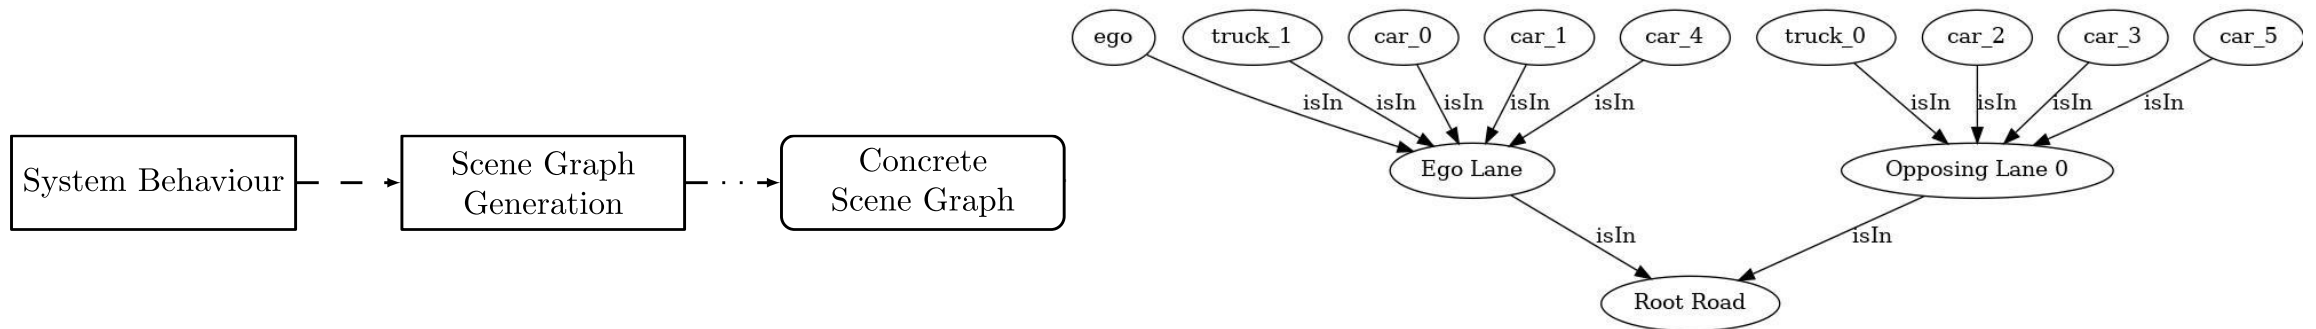 System Behaviour
Scene Graph
Generation
Concrete
Scene Graph
ego
truck_1
car_0
car_1
car_4
truck_0
car_2
car_3
car_5
isIn
isIn
isIn
isIn
isIn
isIn
isIn
isIn
isIn
Ego Lane
Opposing Lane 0
isIn
isIn
Root Road